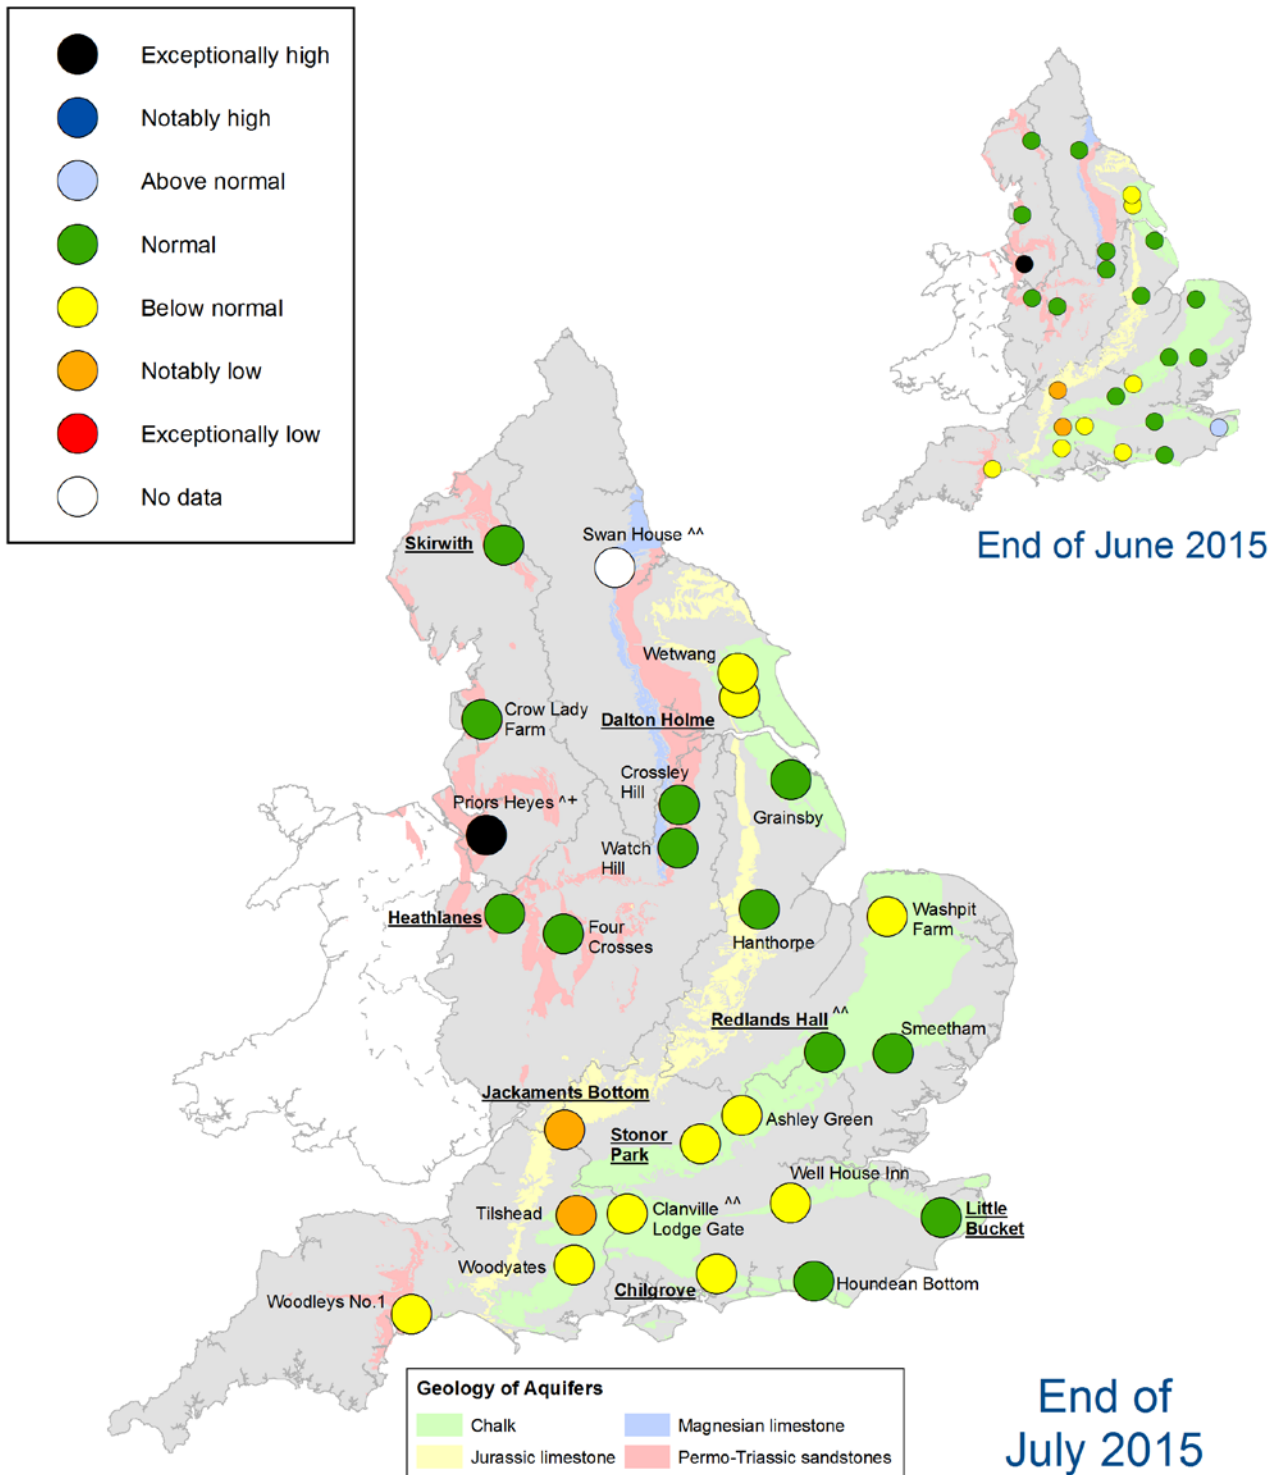 Exceptionally high
Notably high
Above normal
Normal
Below normal
Notably low
Exceptionally low
No data
End of June 2015
Swan House ^^
Skirwith
Wetwang
Crow Lady
Farm
Dalton Holme
Crossley
Hill
Priors Heyes ^+
Grainsby
Watch
Hill
Heathlanes
Four
Crosses
Hanthorpe
Washpit
Farm
Redlands Hall ^^
Smeetham
Jackaments Bottom
Ashley Green
Stonor
Park
Well House Inn
Tilshead
Clanville ^^
Lodge Gate
Little
Bucket
Woodyates
Chilgrove
Houndean Bottom
Woodleys No.1
Geology of Aquifers
Chalk
Magnesian limestone
Jurassic limestone
Permo-Triassic sandstones
End of
July 2015